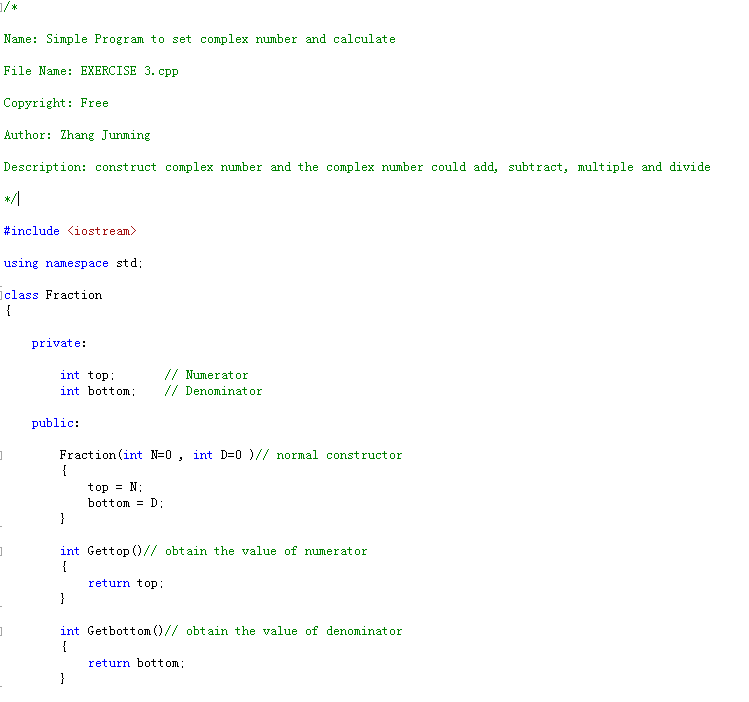 /*
Name: Simple Program to set complex number and calculate
File Name: EXERCISE 3.cpp
Copyright: Free
Author: Zhang Junming
Description: construct complex number and the complex number could add, subtract, multiple and divide
*/
#include <iostream>
using namespace std;
class Fraction
{
private:
int top; // Numerator
int bottom; // Denominator
public:
Fraction(int N=0 , int D=0 )// normal constructor
{
top = N;
bottom = D;
}
int Gettop()// obtain the value of numerator
{
return top;
}
int Getbottom()// obtain the value of denominator
{
return bottom;
}